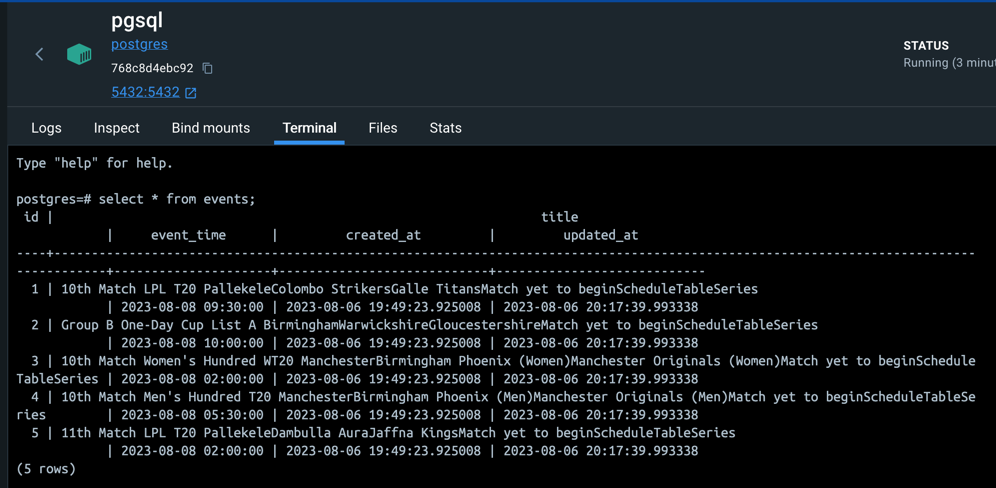 pgsql
postgres
768c8d4ebc92
5432:5432
STATUS
Running (3 minut
Logs Inspect Bind mounts Terminal Files Stats
Type "help" for help.
postgres=# select * from events;
 id |                                                                  title
            |     event_time      |         created_at         |         updated_at
----+----------------------------------------------------------------------------------------------------------------------------
------------+---------------------+----------------------------+----------------------------
  1 | 10th Match LPL T20 PallekeleColombo StrikersGalle TitansMatch yet to beginScheduleTableSeries
            | 2023-08-08 09:30:00 | 2023-08-06 19:49:23.925008 | 2023-08-06 20:17:39.993338
  2 | Group B One-Day Cup List A BirminghamWarwickshireGloucestershireMatch yet to beginScheduleTableSeries
            | 2023-08-08 10:00:00 | 2023-08-06 19:49:23.925008 | 2023-08-06 20:17:39.993338
  3 | 10th Match Women's Hundred WT20 ManchesterBirmingham Phoenix (Women)Manchester Originals (Women)Match yet to beginSchedule
TableSeries | 2023-08-08 02:00:00 | 2023-08-06 19:49:23.925008 | 2023-08-06 20:17:39.993338
  4 | 10th Match Men's Hundred T20 ManchesterBirmingham Phoenix (Men)Manchester Originals (Men)Match yet to beginScheduleTableSe
ries        | 2023-08-08 05:30:00 | 2023-08-06 19:49:23.925008 | 2023-08-06 20:17:39.993338
  5 | 11th Match LPL T20 PallekeleDambulla AuraJaffna KingsMatch yet to beginScheduleTableSeries
            | 2023-08-08 02:00:00 | 2023-08-06 19:49:23.925008 | 2023-08-06 20:17:39.993338
(5 rows)